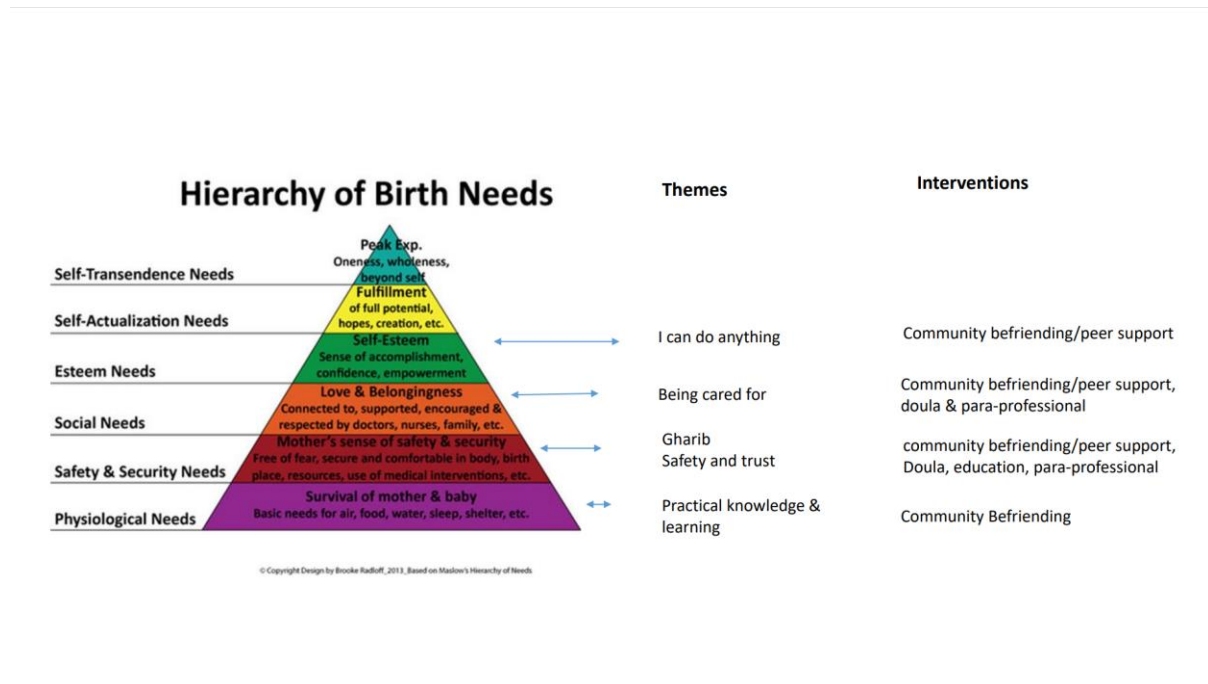 Hierarchy of Birth Needs
Themes
Interventions
Peak Exp.
Oneness, wholeness,
beyond self
Self-Transendence Needs
Fulfillment
of full potential,
hopes, creation, etc.
Self-Actualization Needs
Self-Esteem
Sense of accomplishment,
confidence, empowerment
Esteem Needs
I can do anything
Community befriending/peer support
Love & Belongingness
Connected to, supported, encouraged &
respected by doctors, nurses, family, etc.
Social Needs
Being cared for
Community befriending/peer support,
doula & para-professional
Mother's sense of safety & security
Free of fear, secure and comfortable in body, birth
place, resources, use of medical interventions, etc.
Safety & Security Needs
Gharib
Safety and trust
community befriending/peer support,
Doula, education, para-professional
Survival of mother & baby
Basic needs for air, food, water, sleep, shelter, etc.
Physiological Needs
Practical knowledge &
learning
Community Befriending
© Copyright Design by Brooke Radloff_2013_Based on Maslow's Hierarchy of Needs